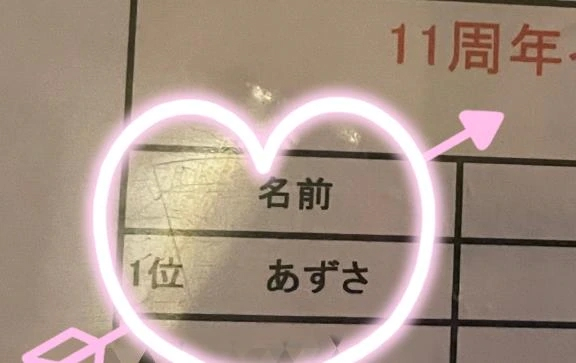 11周年
名前
1位 あずさ